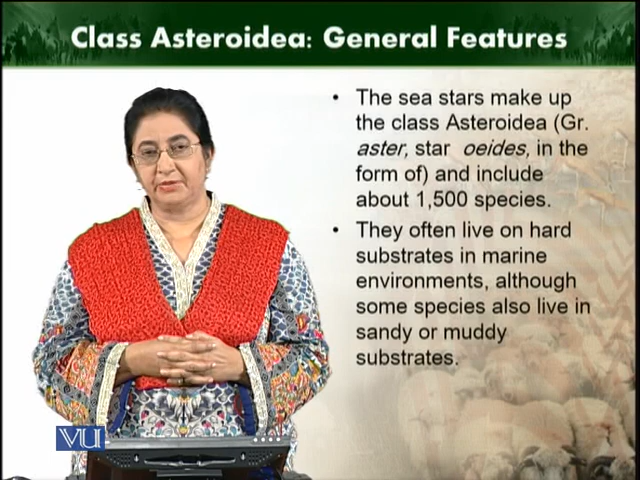 Class Asteroidea: General Features
• The sea stars make up
the class Asteroidea (Gr.
aster, star oeides, in the
form of) and include
about 1,500 species.
• They often live on hard
substrates in marine
environments, although
some species also live in
sandy or muddy
substrates.
VU